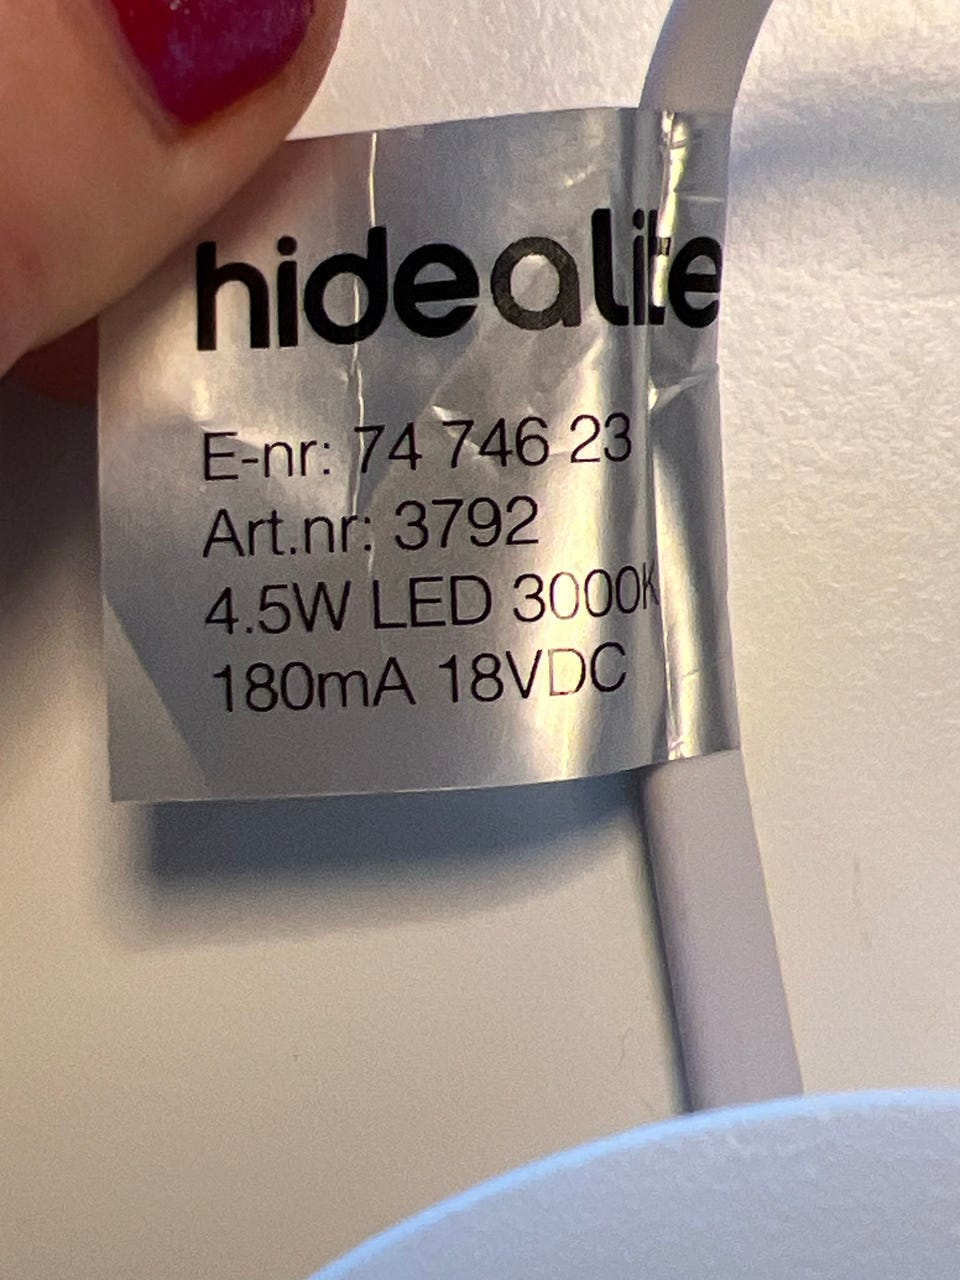 hidealite
E-nr: 74 746 23
Art.nr: 3792
4.5W LED 3000K
180mA 18VDC